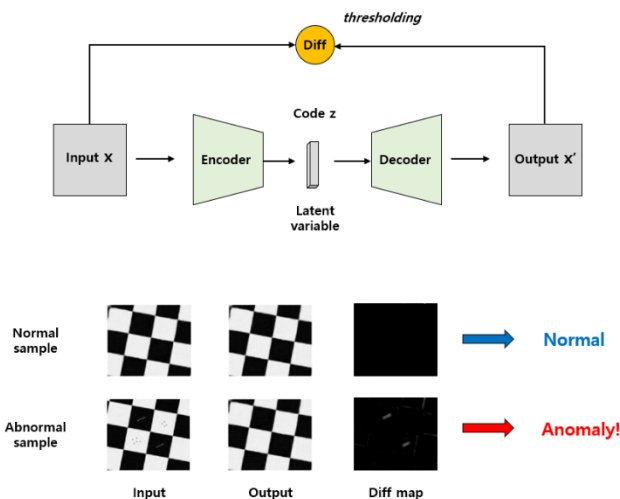 thresholding
Diff
Code z
Input X
Encoder
Decoder
Output X′
Latent
variable
Normal
sample
Normal
Abnormal
sample
Anomaly!
Input
Output
Diff map